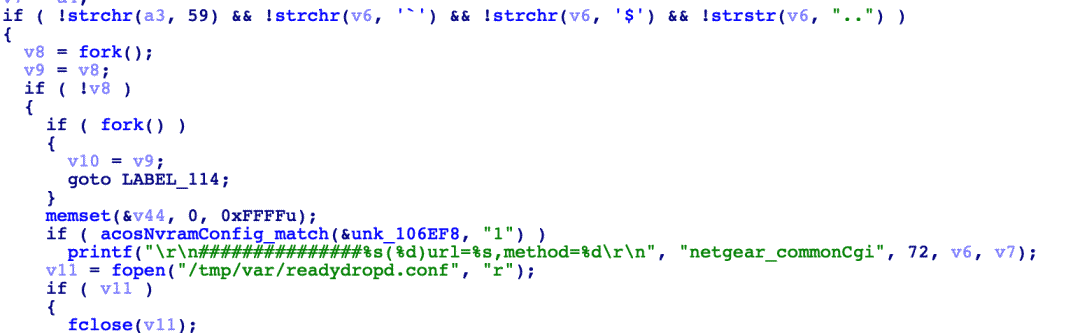 if ( !strchr(a3, 59) && !strchr(v6, '`') && !strchr(v6, '$') && !strstr(v6, "..") )
{
v8 = fork();
v9 = v8;
if ( !v8 )
{
if ( fork() )
{
v10 = v9;
goto LABEL_114;
}
memset(&v44, 0, 0xFFFFu);
if ( acosNvramConfig_match(&unk_106EF8, "1") )
printf("\r\n###############%s(%d)url=%s,method=%d\r\n", "netgear_commonCgi", 72, v6, v7);
v11 = fopen("/tmp/var/readydropd.conf", "r");
if ( v11 )
{
fclose(v11);